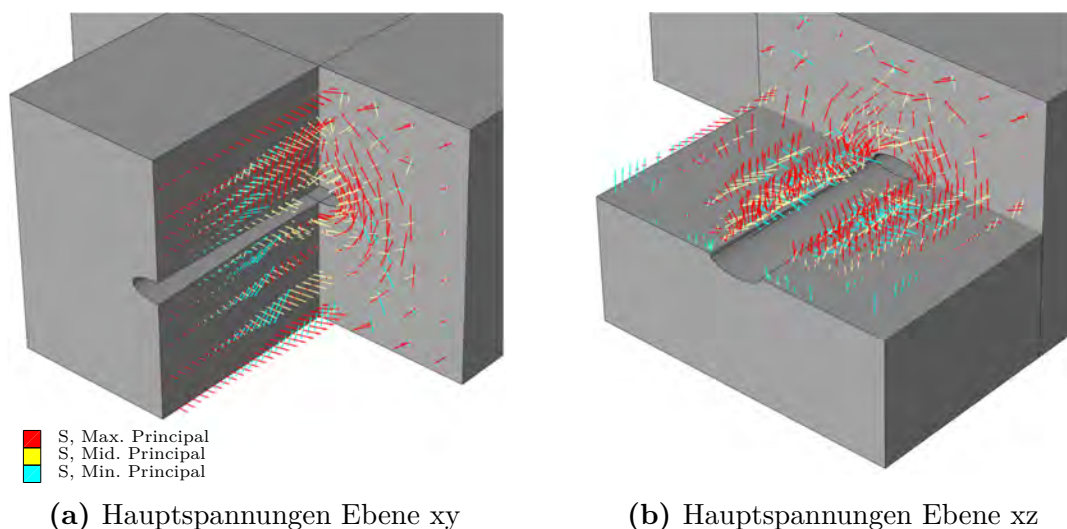 S, Max. Principal
S, Mid. Principal
S, Min. Principal
(a) Hauptspannungen Ebene xy
(b) Hauptspannungen Ebene xz